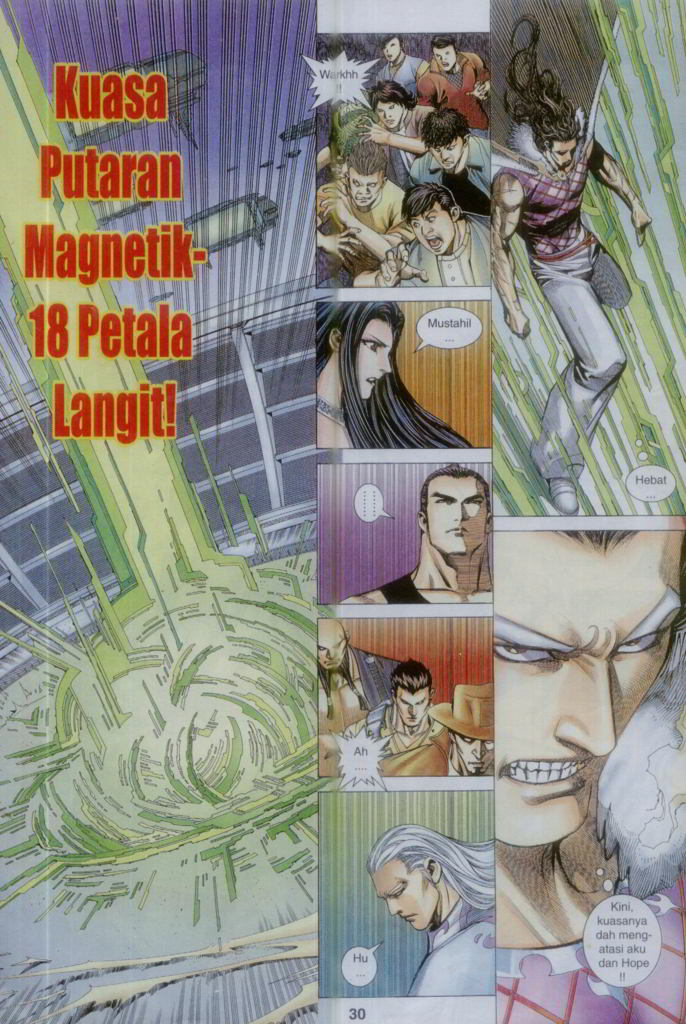 Kuasa
Putaran
Magnetik-
18 Petala
Langit!
Warkhh
!!
Mustahil
...
Ah
....
Hu
...
Hebat
...
Kini,
kuasanya
dah meng-
atasi aku
dan Hope
!!
30